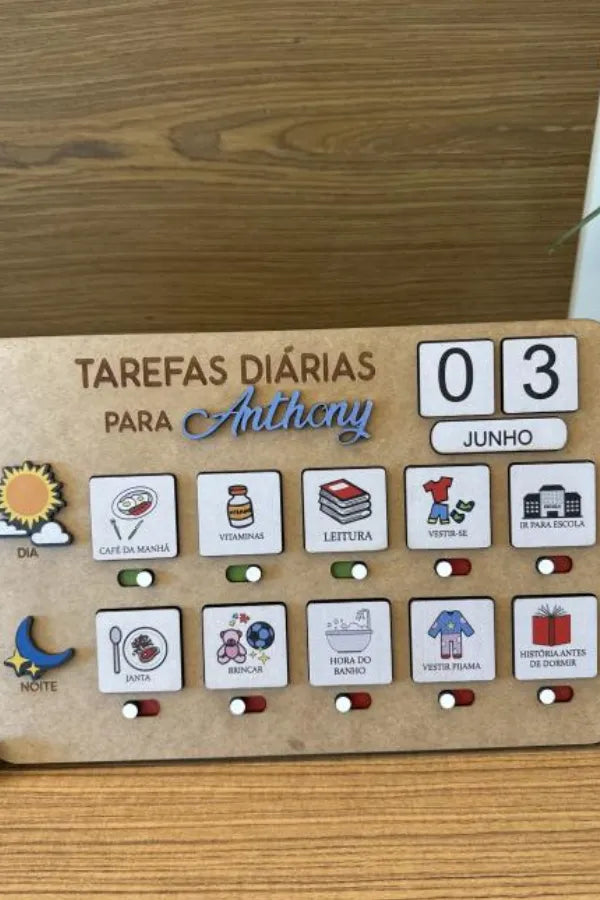 TAREFAS DIÁRIAS
PARA Anthony
0 3
JUNHO
DIA
CAFÉ DA MANHÃ
VITAMINAS
LEITURA
VESTIR-SE
IR PARA ESCOLA
NOITE
JANTA
BRINCAR
HORA DO
BANHO
VESTIR PIJAMA
HISTÓRIA ANTES
DE DORMIR